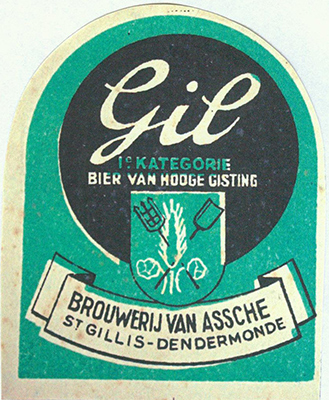 Gil
1e KATEGORIE
BIER VAN HOOGE GISTING
BROUWERIJ VAN ASSCHE
ST GILLIS-DENDERMONDE